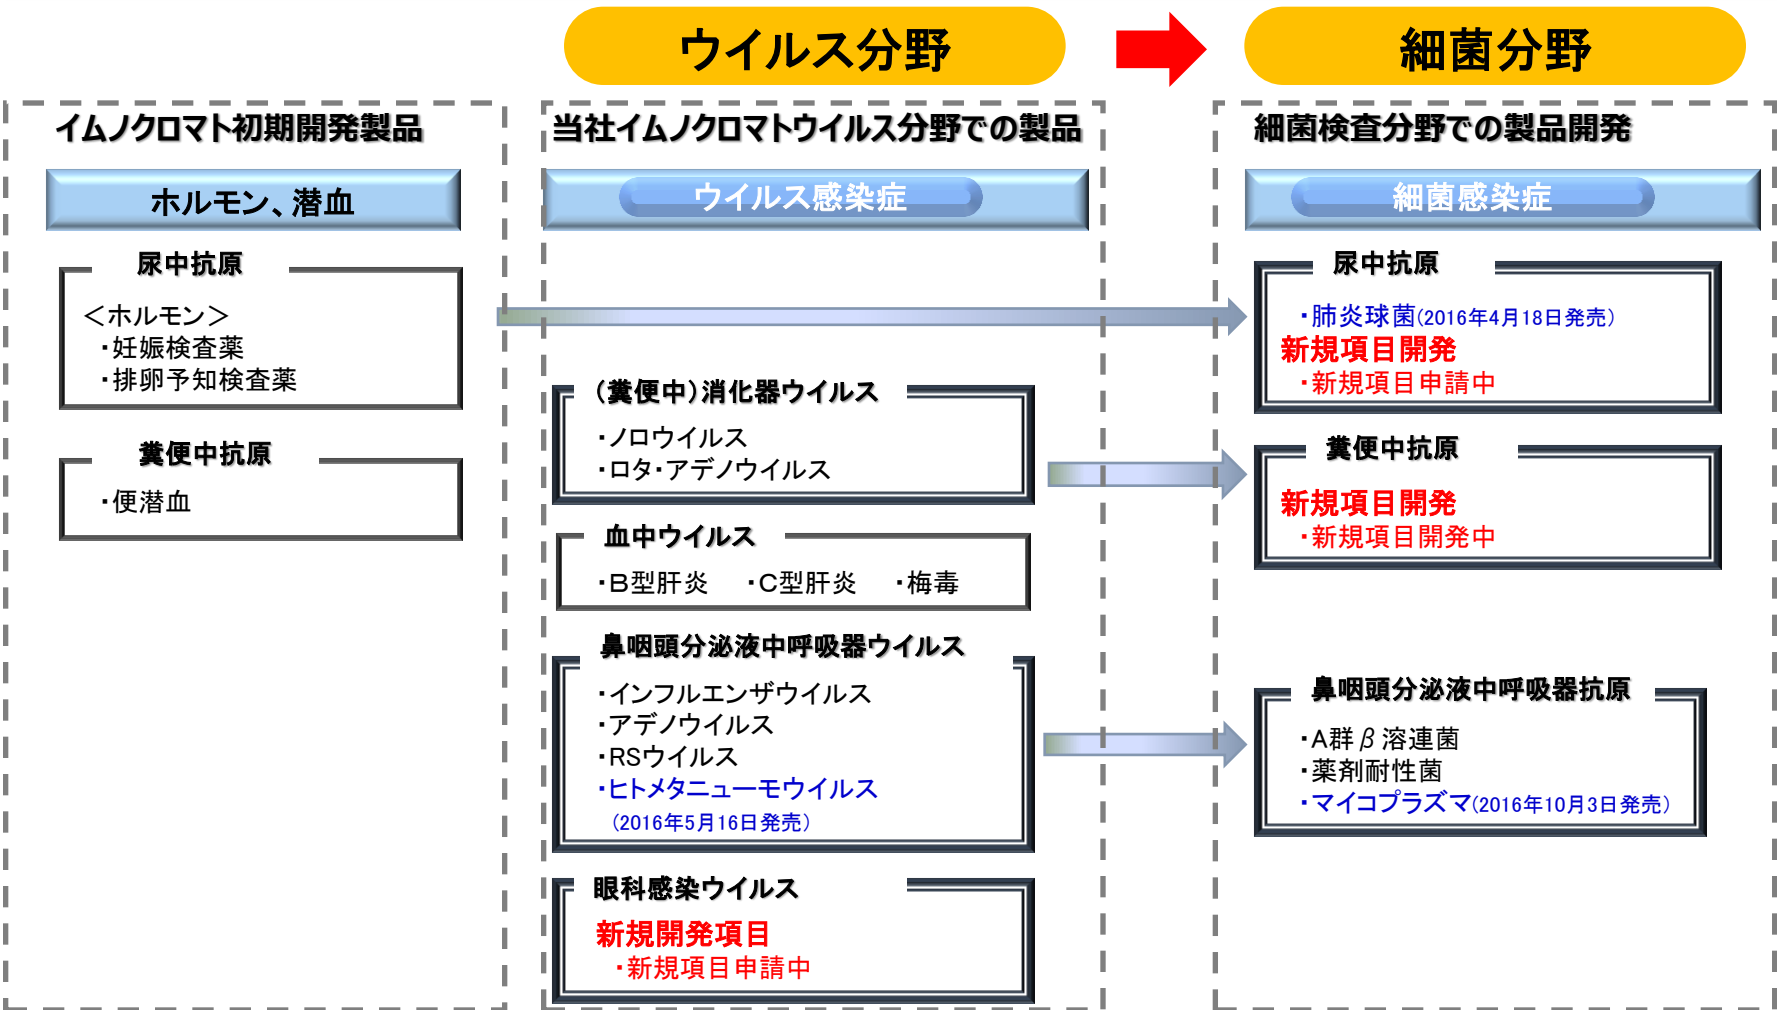 ウイルス分野
細菌分野
イムノクロマト初期開発製品
ホルモン、潜血
尿中抗原
＜ホルモン＞
・妊娠検査薬
・排卵予知検査薬
糞便中抗原
・便潜血
当社イムノクロマトウイルス分野での製品
ウイルス感染症
（糞便中）消化器ウイルス
・ノロウイルス
・ロタ・アデノウイルス
血中ウイルス
・Ｂ型肝炎　・Ｃ型肝炎　・梅毒
鼻咽頭分泌液中呼吸器ウイルス
・インフルエンザウイルス
・アデノウイルス
・RSウイルス
・ヒトメタニューモウイルス
（2016年5月16日発売）
眼科感染ウイルス
新規開発項目
・新規項目申請中
細菌検査分野での製品開発
細菌感染症
尿中抗原
・肺炎球菌（2016年4月18日発売）
新規項目開発
・新規項目申請中
糞便中抗原
新規項目開発
・新規項目開発中
鼻咽頭分泌液中呼吸器抗原
・A群β溶連菌
・薬剤耐性菌
・マイコプラズマ（2016年10月3日発売）